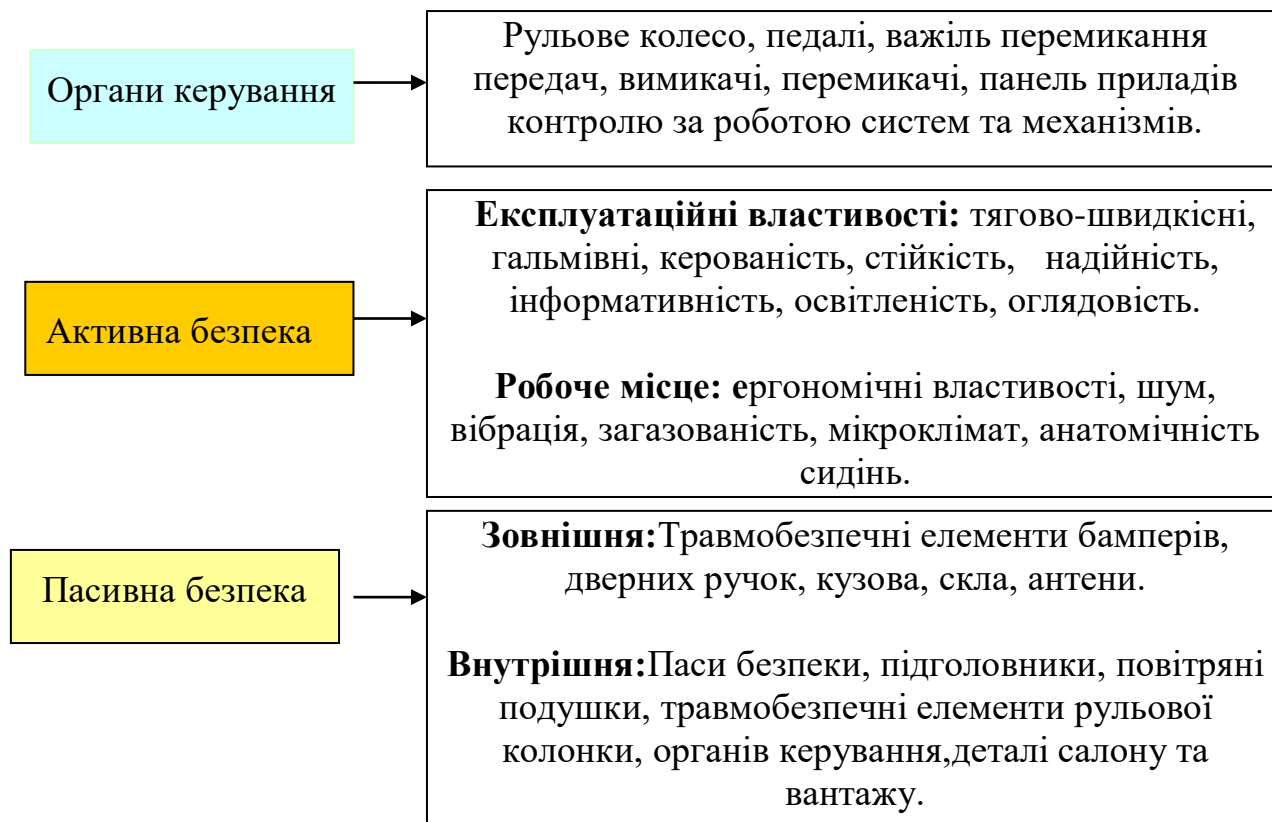 Органи керування
Рульове колесо, педалі, важіль перемикання
передач, вимикачі, перемикачі, панель приладів
контролю за роботою систем та механізмів.
Активна безпека
Експлуатаційні властивості: тягово-швидкісні,
гальмівні, керованість, стійкість, надійність,
інформативність, освітленість, оглядовість.
Робоче місце: ергономічні властивості, шум,
вібрація, загазованість, мікроклімат, анатомічність
сидінь.
Пасивна безпека
Зовнішня:Травмобезпечні елементи бамперів,
дверних ручок, кузова, скла, антени.
Внутрішня:Паси безпеки, підголовники, повітряні
подушки, травмобезпечні елементи рульової
колонки, органів керування,деталі салону та
вантажу.